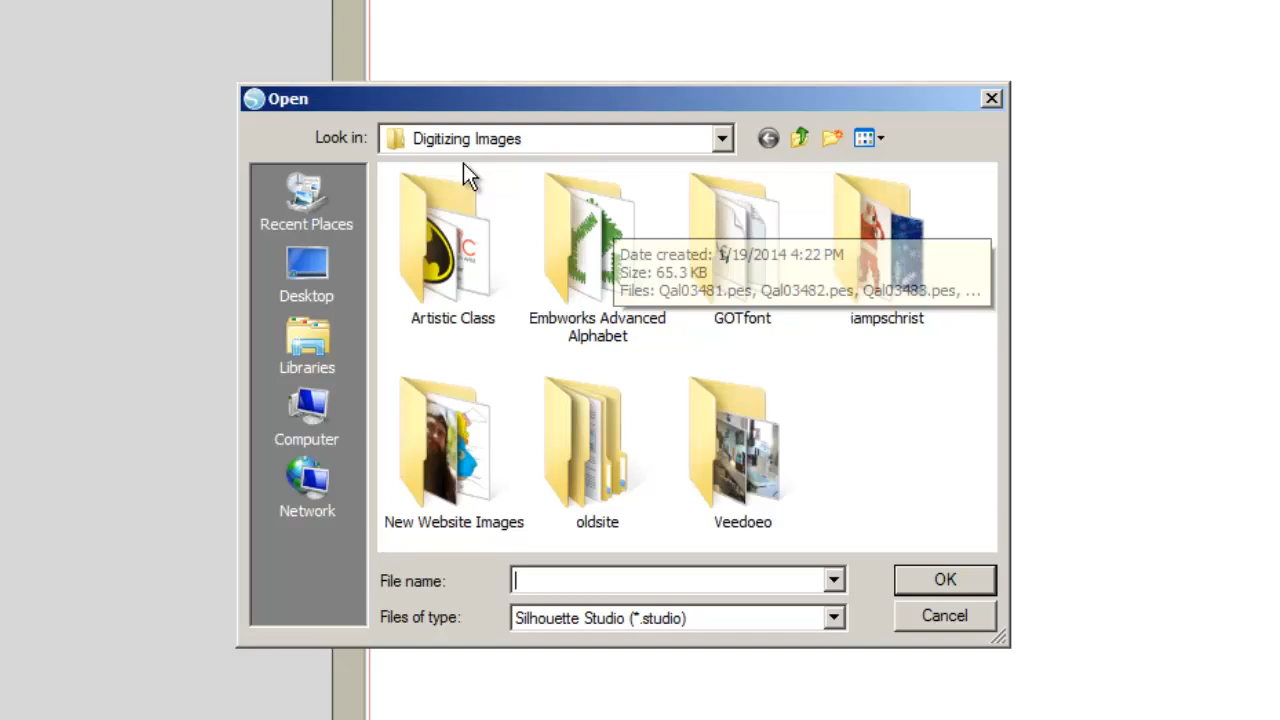 Open
Look in: Digitizing Images
Recent Places
Desktop
Libraries
Computer
Network
Date created: 1/19/2014 4:22 PM
Size: 65.3 KB
Files: Qal03481.pes, Qal03482.pes, Qal03483.pes, ...
Artistic Class
Embworks Advanced
Alphabet
GOTfont
iampschrist
New Website Images
oldsite
Veedoeo
File name:
OK
Files of type: Silhouette Studio (*.studio)
Cancel